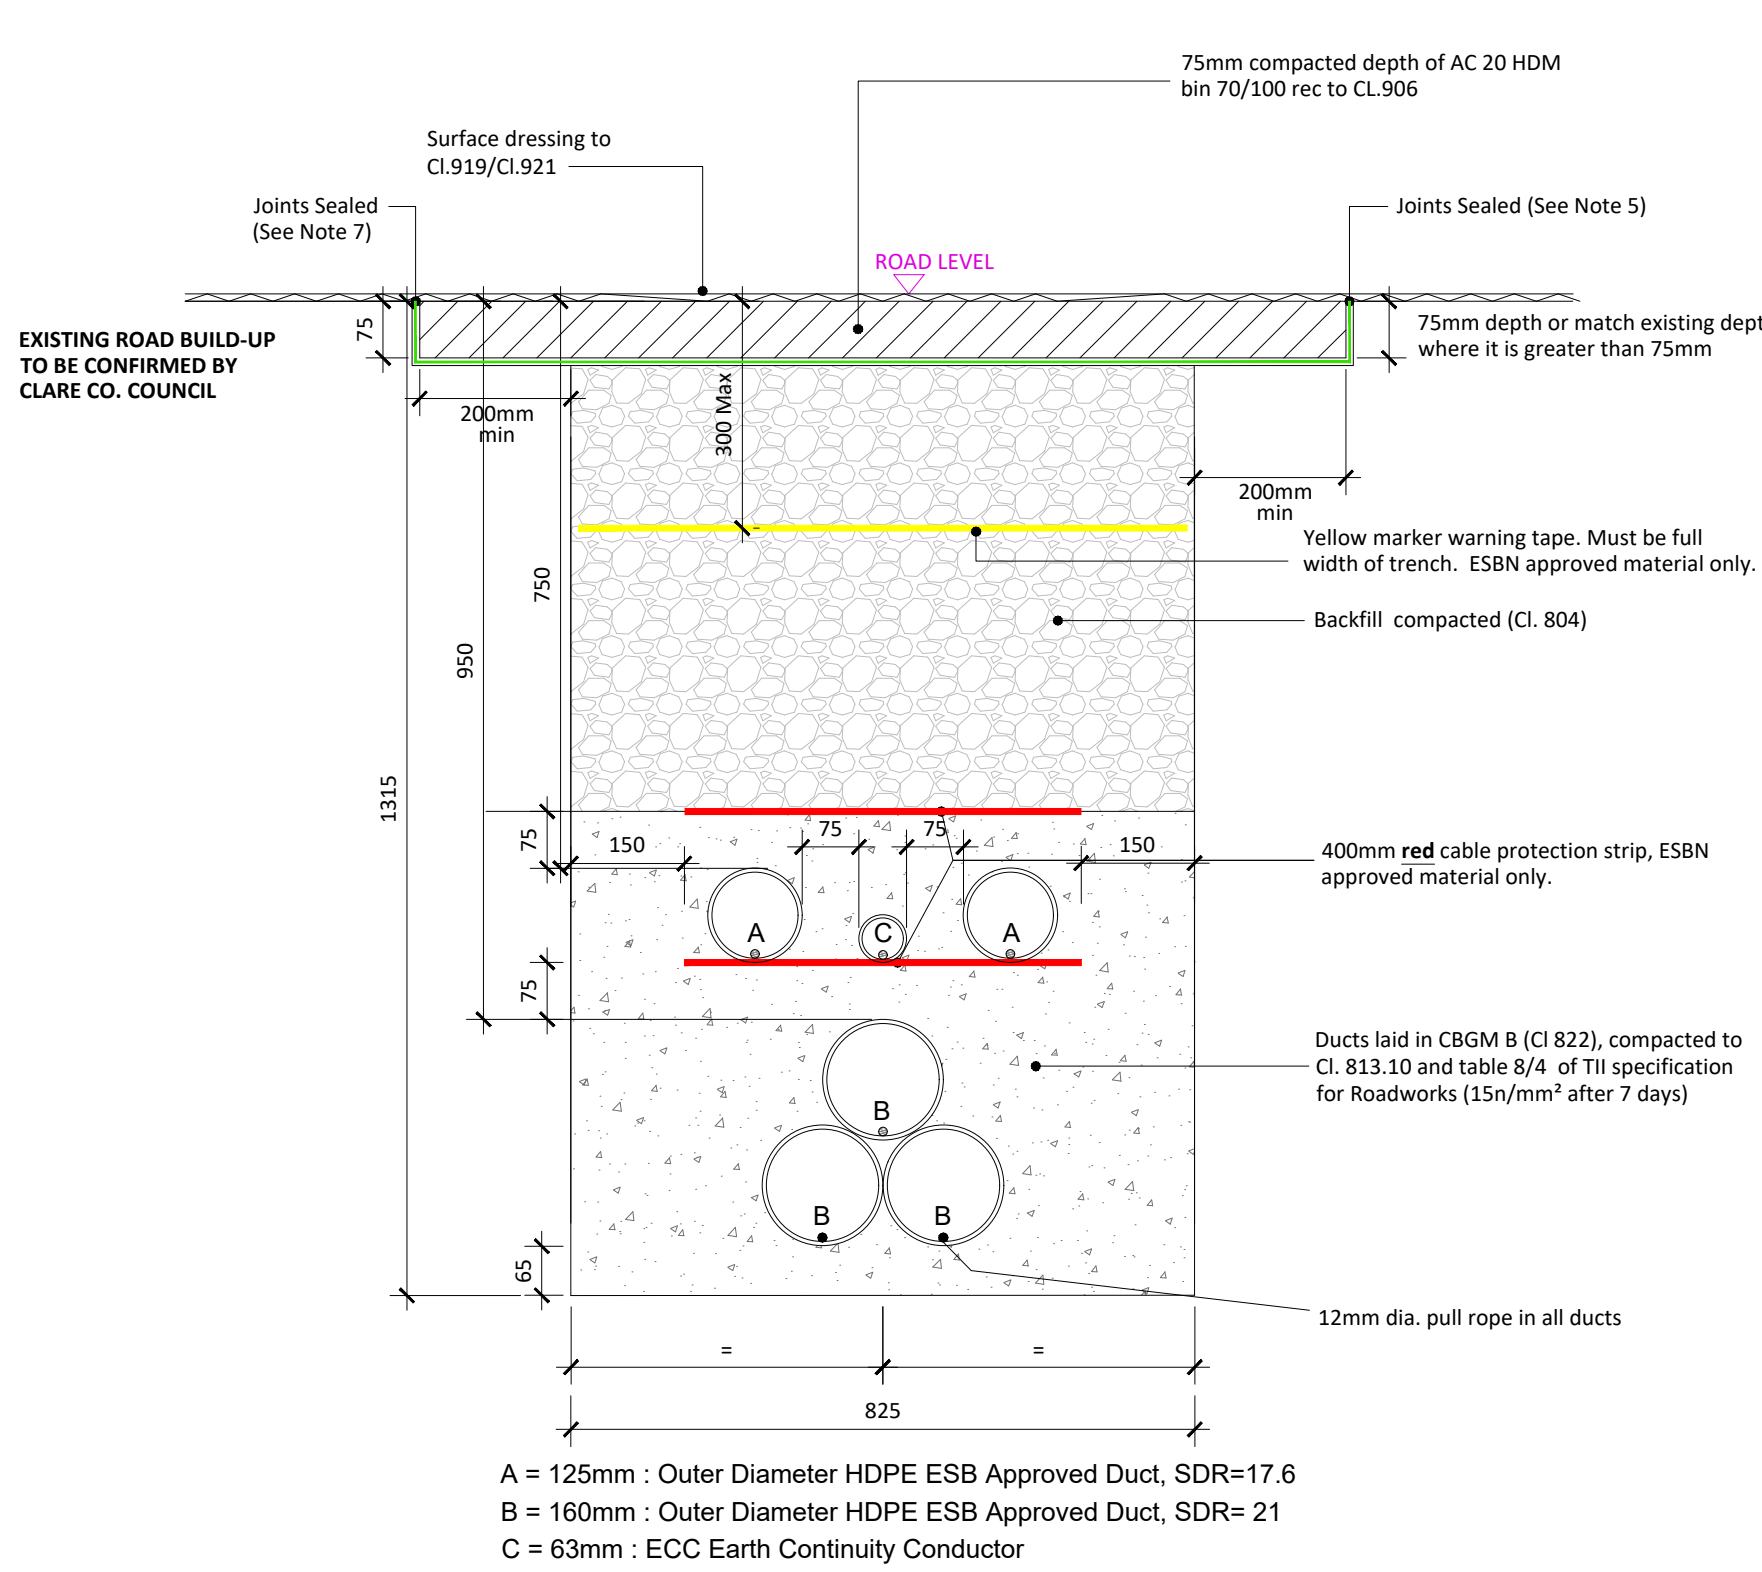 75mm compacted depth of AC 20 HDM
bin 70/100 rec to CL.906
Surface dressing to
Cl.919/Cl.921
Joints Sealed
(See Note 7)
Joints Sealed (See Note 5)
ROAD LEVEL
75
EXISTING ROAD BUILD-UP
TO BE CONFIRMED BY
CLARE CO. COUNCIL
75mm depth or match existing dept
where it is greater than 75mm
200mm
min
300 Max
200mm
min
Yellow marker warning tape. Must be full
width of trench. ESBN approved material only.
750
Backfill compacted (Cl. 804)
950
1315
75
150
75
75
150
400mm red cable protection strip, ESBN
approved material only.
A
C
A
75
Ducts laid in CBGM B (Cl 822), compacted to
Cl. 813.10 and table 8/4 of TII specification
for Roadworks (15n/mm² after 7 days)
B
B
B
65
12mm dia. pull rope in all ducts
=
=
825
A = 125mm : Outer Diameter HDPE ESB Approved Duct, SDR=17.6
B = 160mm : Outer Diameter HDPE ESB Approved Duct, SDR= 21
C = 63mm : ECC Earth Continuity Conductor